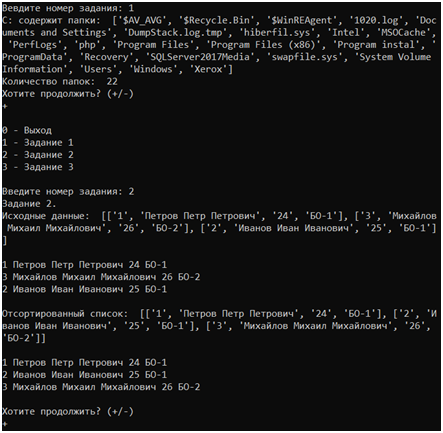 Введите номер задания: 1
C: содержит папки:  ['$AV_AVG', '$Recycle.Bin', '$WinREAgent', '1020.log', 'Doc
uments and Settings', 'DumpStack.log.tmp', 'hiberfil.sys', 'Intel', 'MSOCache',
 'PerfLogs', 'php', 'Program Files', 'Program Files (x86)', 'Program instal', '
ProgramData', 'Recovery', 'SQLServer2017Media', 'swapfile.sys', 'System Volume
Information', 'Users', 'Windows', 'Xerox']
Количество папок:  22
Хотите продолжить? (+/-)
+
0 - Выход
1 - Задание 1
2 - Задание 2
3 - Задание 3
Введите номер задания: 2
Задание 2.
Исходные данные:  [['1', 'Петров Петр Петрович', '24', 'БО-1'], ['3', 'Михайлов
 Михаил Михайлович', '26', 'БО-2'], ['2', 'Иванов Иван Иванович', '25', 'БО-1']
]
1 Петров Петр Петрович 24 БО-1
3 Михайлов Михаил Михайлович 26 БО-2
2 Иванов Иван Иванович 25 БО-1
Отсортированный список:  [['1', 'Петров Петр Петрович', '24', 'БО-1'], ['2', 'И
ванов Иван Иванович', '25', 'БО-1'], ['3', 'Михайлов Михаил Михайлович', '26',
'БО-2']]
1 Петров Петр Петрович 24 БО-1
2 Иванов Иван Иванович 25 БО-1
3 Михайлов Михаил Михайлович 26 БО-2
Хотите продолжить? (+/-)
+